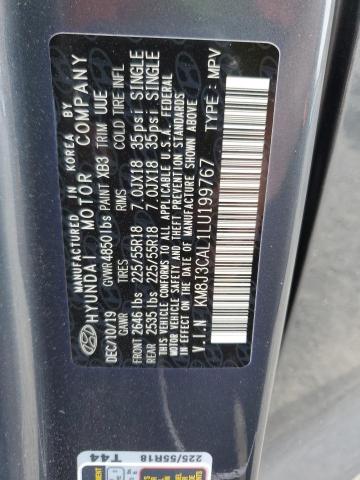 MANUFACTURED IN KOREA BY
HYUNDAI MOTOR COMPANY
DEC/10/19 GVWR 4850 lbs PAINT XB3 TRIM UUE
GAWR TIRES RIMS COLD TIRE INFL
FRONT 2646 lbs 225/55R18 7.0JX18 35psi SINGLE
REAR 2535 lbs 225/55R18 7.0JX18 35psi SINGLE
THIS VEHICLE CONFORMS TO ALL APPLICABLE U.S.A. FEDERAL
MOTOR VEHICLE SAFETY AND THEFT PREVENTION STANDARDS
IN EFFECT ON THE DATE OF MANUFACTURE SHOWN ABOVE.
V.I.N: KM8J3CAL1LU199767 TYPE: MPV
T44
225/55R18